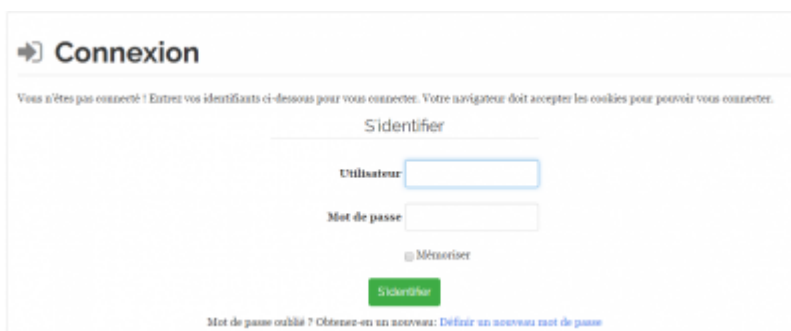 Connexion
Vous n'êtes pas connecté ! Entrez vos identifiants ci-dessous pour vous connecter. Votre navigateur doit accepter les cookies pour pouvoir vous connecter.
S'identifier
Utilisateur
Mot de passe
Mémoriser
S'identifier
Mot de passe oublié ? Obtenez-en un nouveau: Définir un nouveau mot de passe